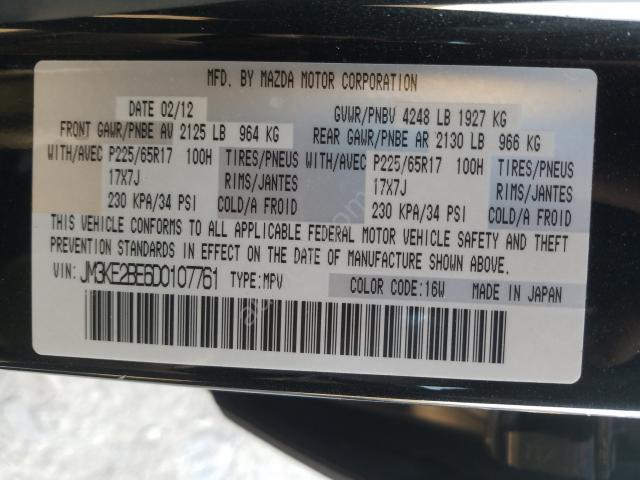 MFD. BY MAZDA MOTOR CORPORATION
DATE 02/12 GVWR/PNBV 4248 LB 1927 KG
FRONT GAWR/PNBE AV 2125 LB 964 KG REAR GAWR/PNBE AR 2130 LB 966 KG
WITH/AVEC P225/65R17 100H TIRES/PNEUS WITH/AVEC P225/65R17 100H TIRES/PNEUS
17X7J RIMS/JANTES 17X7J RIMS/JANTES
230 KPA/34 PSI COLD/A FROID 230 KPA/34 PSI COLD/A FROID
THIS VEHICLE CONFORMS TO ALL APPLICABLE FEDERAL MOTOR VEHICLE SAFETY AND THEFT
PREVENTION STANDARDS IN EFFECT ON THE DATE OF MANUFACTURE SHOWN ABOVE.
VIN: JM3KE2BE6D0107761 TYPE:MPV COLOR CODE:16W MADE IN JAPAN